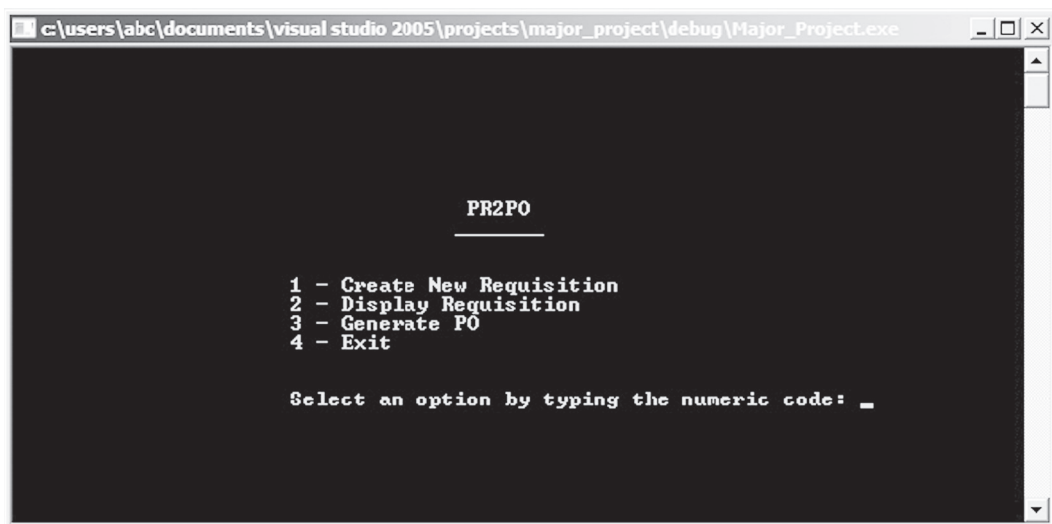 c:\users\abc\documents\visual studio 2005\projects\major_project\debug\Major_Project.exe
PR2PO
1 - Create New Requisition
2 - Display Requisition
3 - Generate PO
4 - Exit
Select an option by typing the numeric code: _